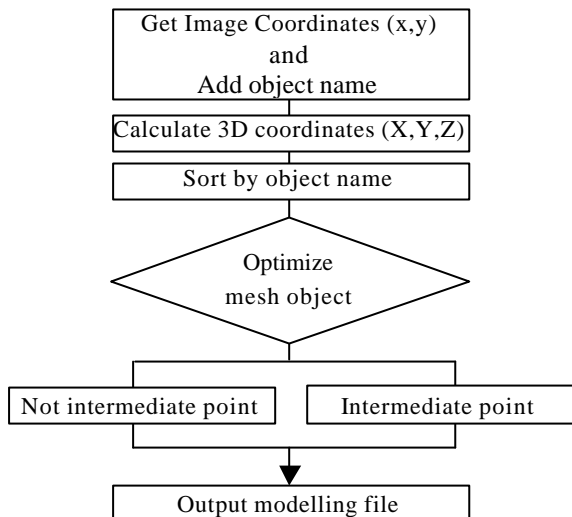 Get Image Coordinates (x,y)
and
Add object name
Calculate 3D coordinates (X,Y,Z)
Sort by object name
Optimize
mesh object
Not intermediate point
Intermediate point
Output modelling file